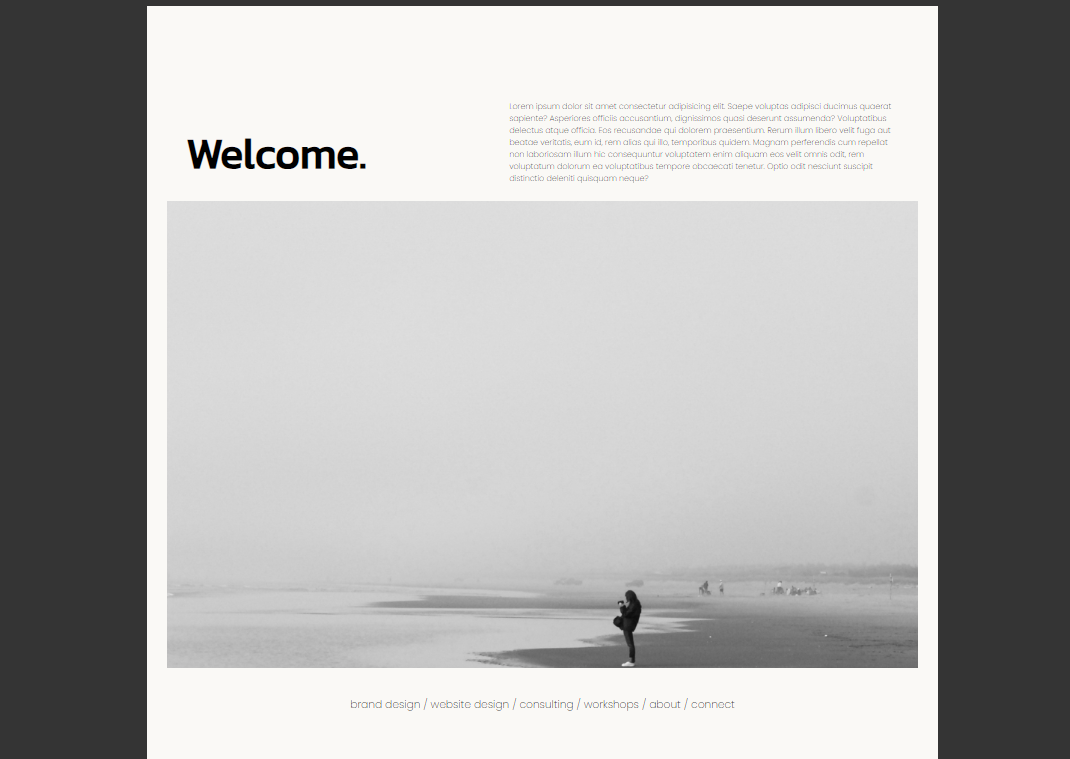 Welcome.
Lorem ipsum dolor sit amet consectetur adipisicing elit. Saepe voluptas adipisci ducimus quaerat
sapiente? Asperiores officiis accusantium, dignissimos quasi deserunt assumenda? Voluptatibus
delectus atque officia. Eos recusandae qui dolorem praesentium. Rerum illum libero velit fuga aut
beatae veritatis, eum id, rem alias qui illo, temporibus quidem. Magnam perferendis cum repellat
non laboriosam illum hic consequuntur voluptatem enim aliquam eos velit omnis odit, rem
voluptatum dolorum ea voluptatibus tempore obcaecati tenetur. Optio odit nesciunt suscipit
distinctio deleniti quisquam neque?
brand design / website design / consulting / workshops / about / connect